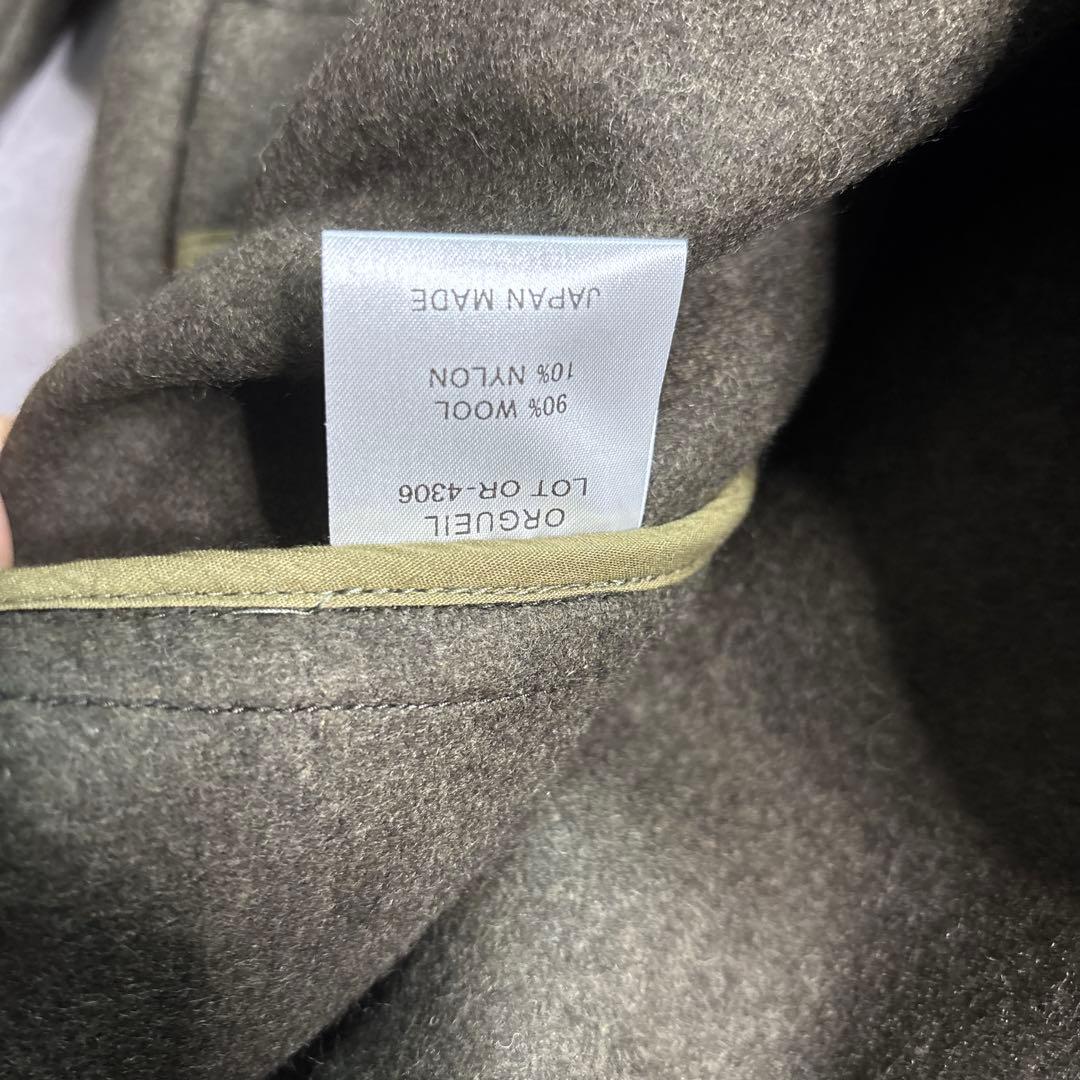 ORGUEIL
LOT OR-4306
90% WOOL
10% NYLON
JAPAN MADE